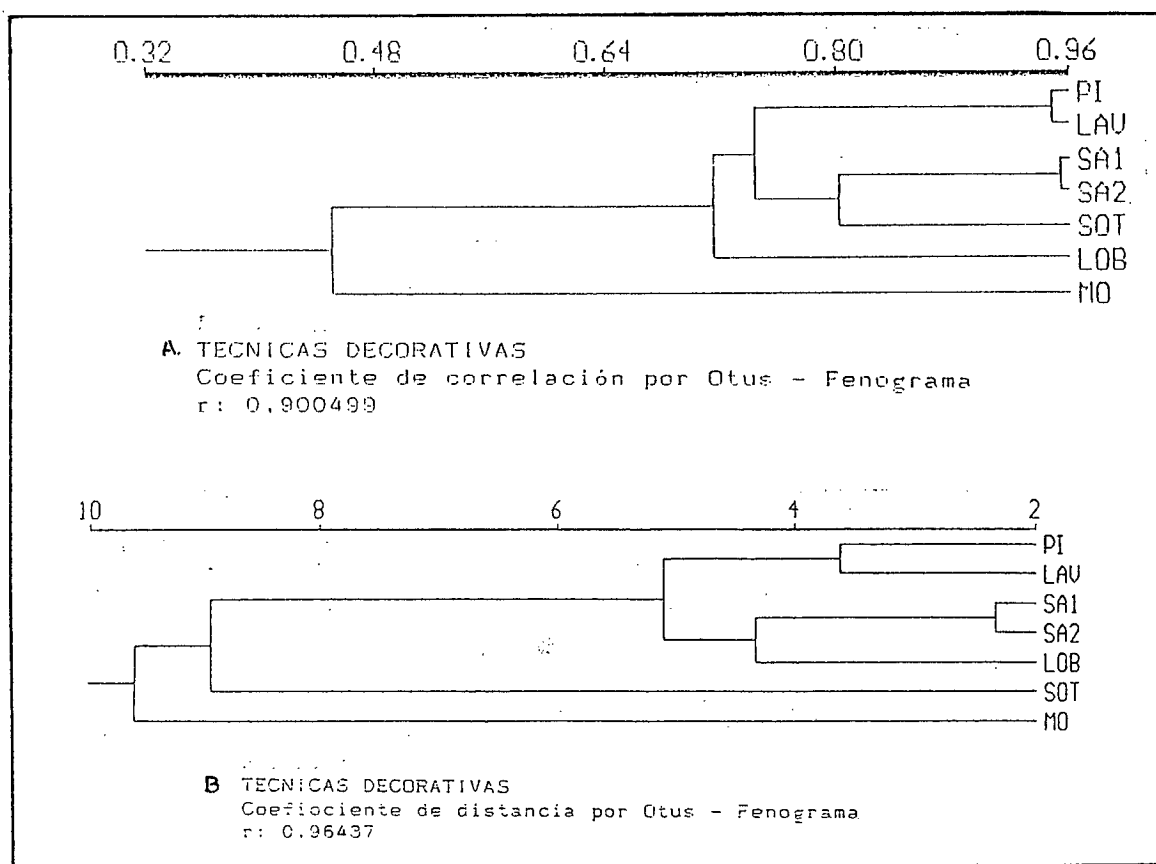 0.32 0.48 0.64 0.80 0.96
PI
LAV
SA1
SA2
SOT
LOB
MO
A. TECNICAS DECORATIVAS
Coeficiente de correlación por Otus - Fenograma
r: 0.900499
10 8 6 4 2
PI
LAV
SA1
SA2
LOB
SOT
MO
B TECNICAS DECORATIVAS
Coefiociente de distancia por Otus - Fenograma
r: 0.96437